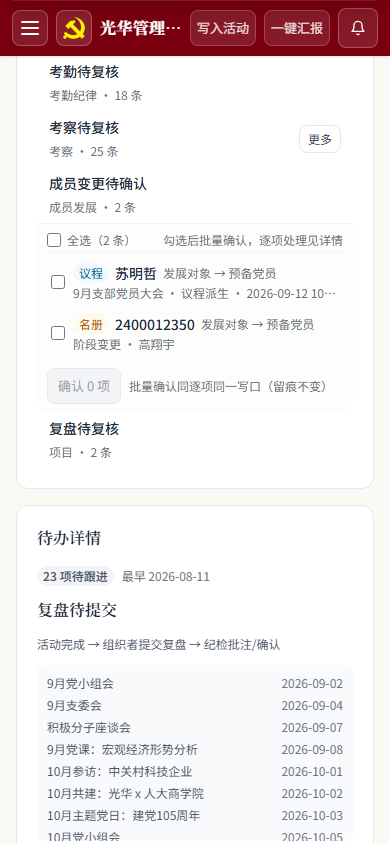 光华管理…
写入活动
一键汇报
考勤待复核
考勤纪律 • 18 条
考察待复核
考察 • 25 条
更多
成员变更待确认
成员发展 • 2 条
全选（2 条）
勾选后批量确认，逐项处理见详情
议程 苏明哲 发展对象 → 预备党员
9月支部党员大会 • 议程派生 • 2026-09-12 10…
名册 2400012350 发展对象 → 预备党员
阶段变更 • 高翔宇
确认 0 项
批量确认同逐项同一写口（留痕不变）
复盘待复核
项目 • 2 条
待办详情
23 项待跟进 最早 2026-08-11
复盘待提交
活动完成 → 组织者提交复盘 → 纪检批注/确认
9月党小组会 2026-09-02
9月支委会 2026-09-04
积极分子座谈会 2026-09-07
9月党课：宏观经济形势分析 2026-09-08
10月参访：中关村科技企业 2026-10-01
10月共建：光华 x 人大商学院 2026-10-02
10月主题党日：建党105周年 2026-10-03
10月党小组会 2026-10-05